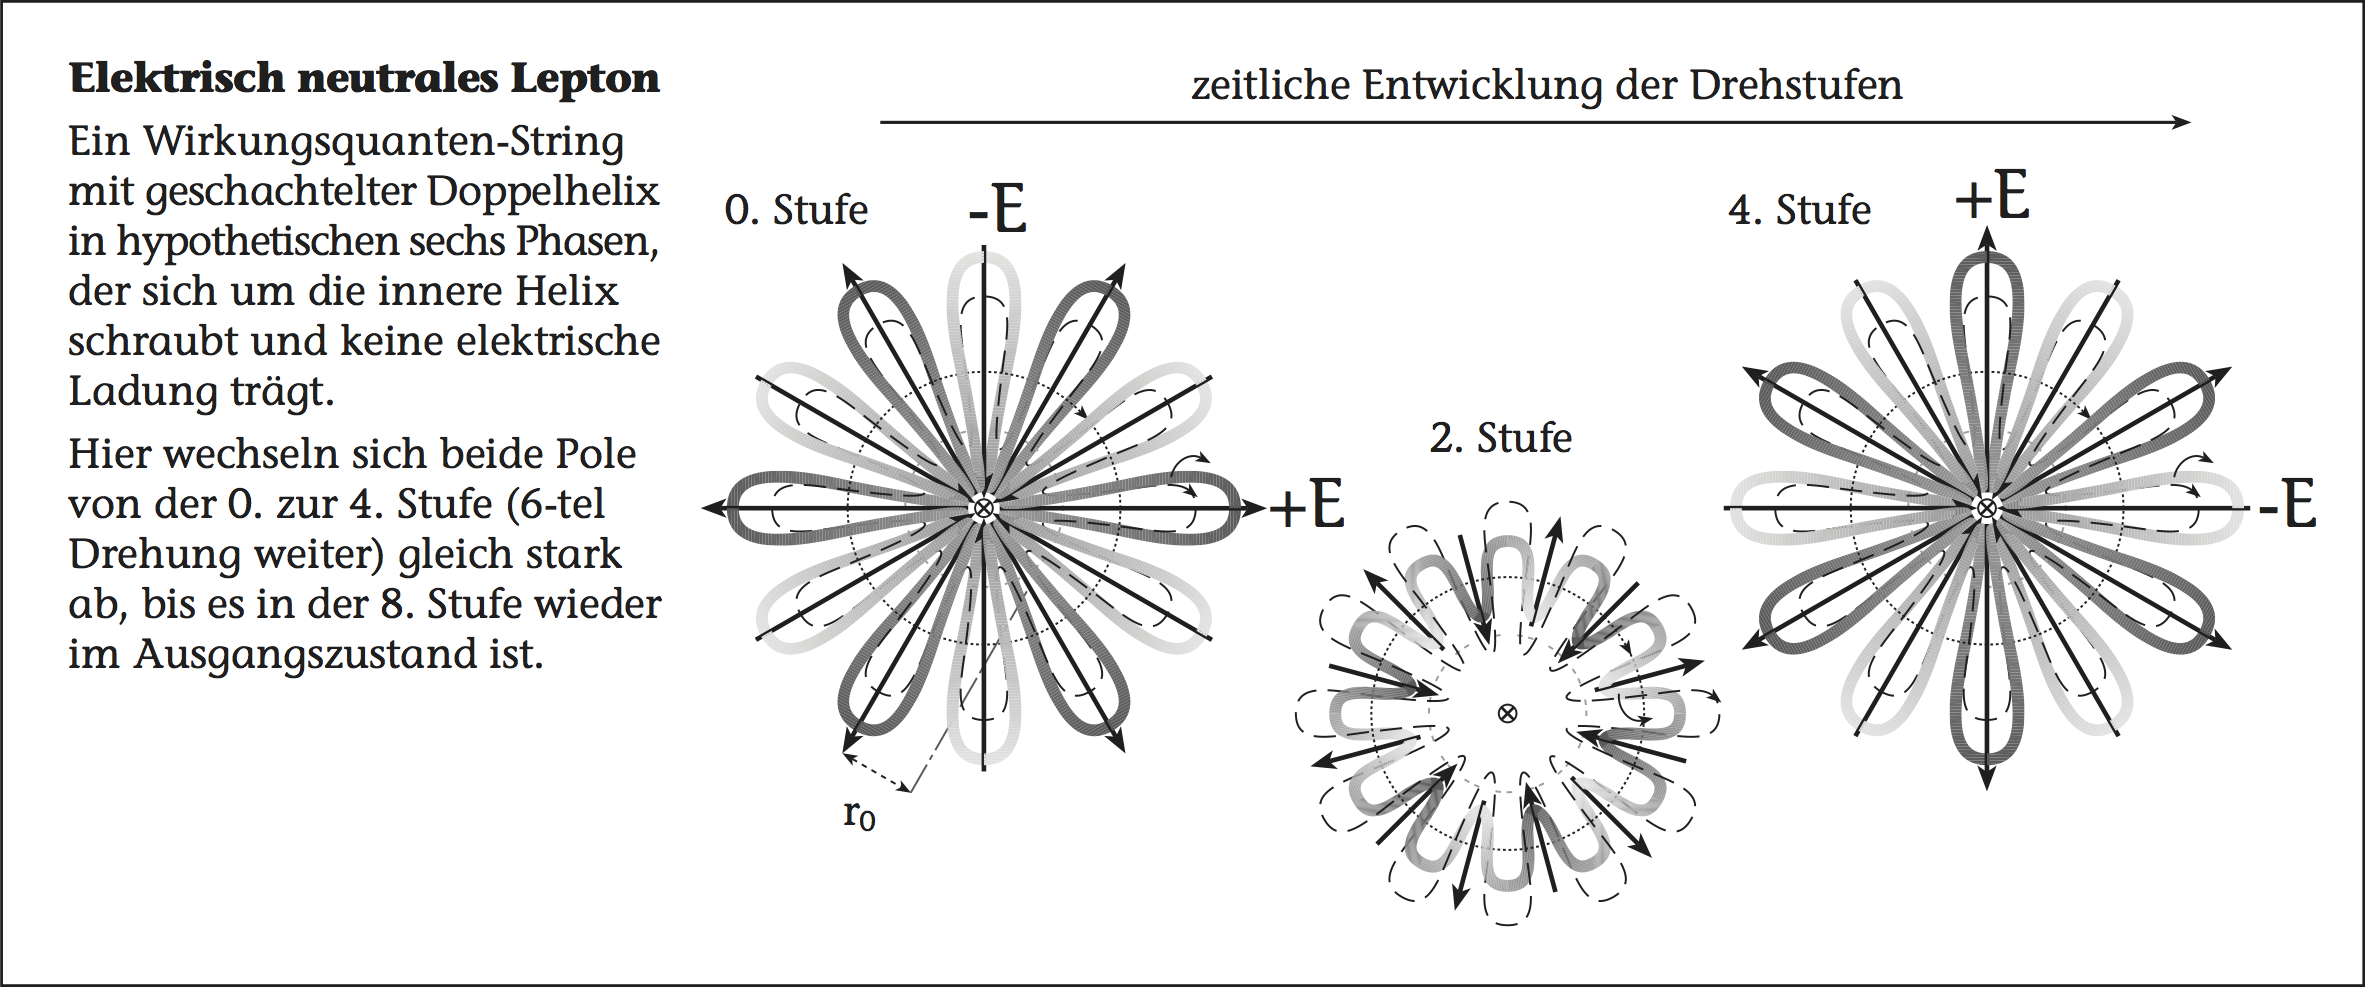 Elektrisch neutrales Lepton
Ein Wirkungsquanten-String
mit geschachtelter Doppelhelix
in hypothetischen sechs Phasen,
der sich um die innere Helix
schraubt und keine elektrische
Ladung trägt.
Hier wechseln sich beide Pole
von der 0. zur 4. Stufe (6-tel
Drehung weiter) gleich stark
ab, bis es in der 8. Stufe wieder
im Ausgangszustand ist.
zeitliche Entwicklung der Drehstufen
0. Stufe
-E
+E
r0
2. Stufe
4. Stufe
+E
-E